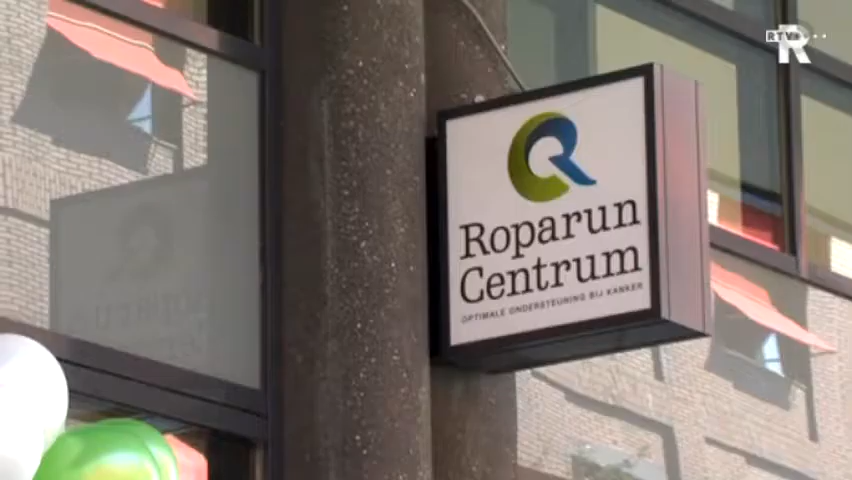 RTV
R
Roparun
Centrum
OPTIMALE ONDERSTEUNING BIJ KANKER